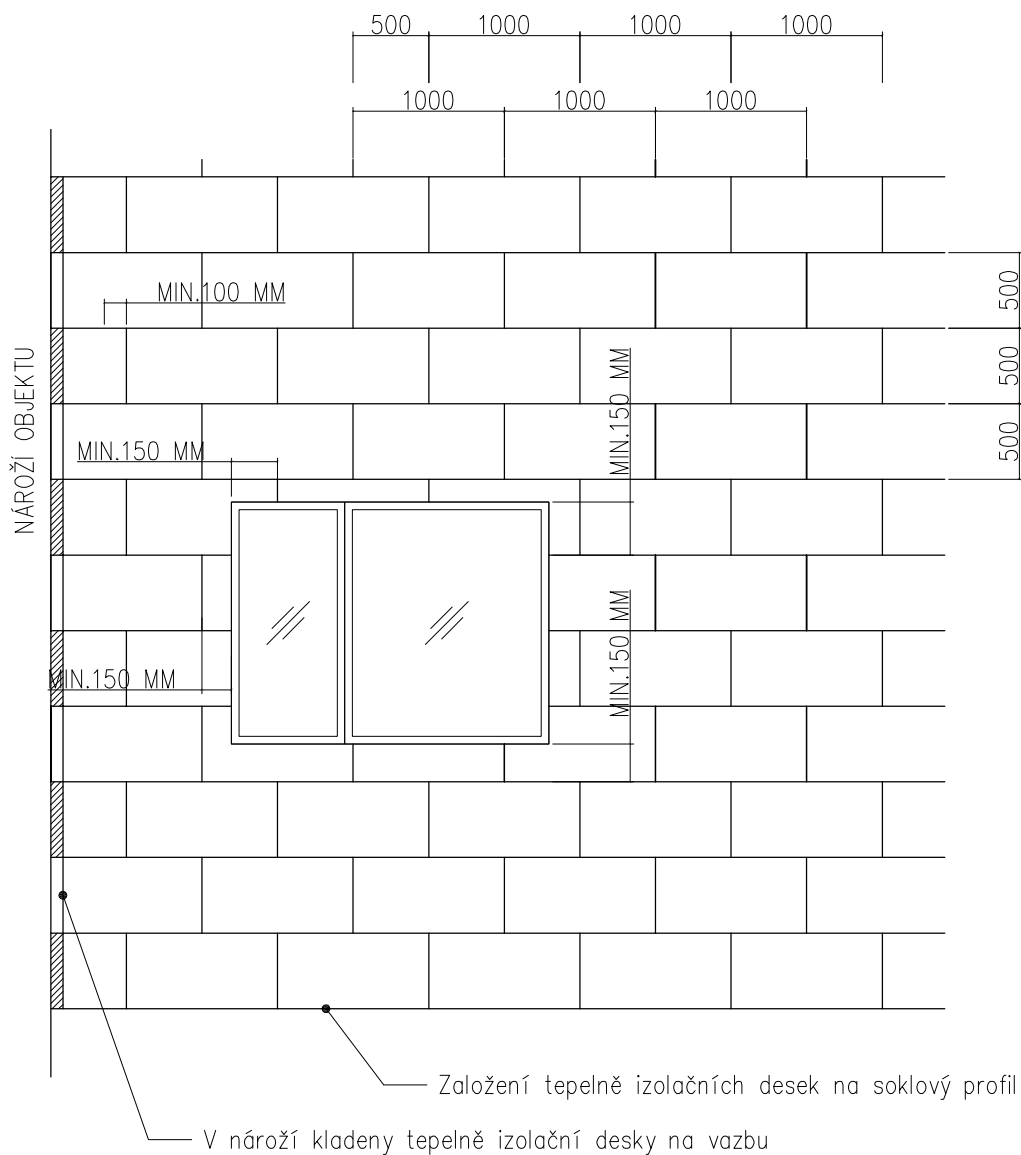 500 1000 1000 1000
1000 1000 1000
MIN.100 MM
500
500
500
NÁROŽÍ OBJEKTU
MIN.150 MM
MIN.150 MM
MIN.150 MM
MIN.150 MM
Založení tepelně izolačních desek na soklový profil
V nároží kladeny tepelně izolační desky na vazbu